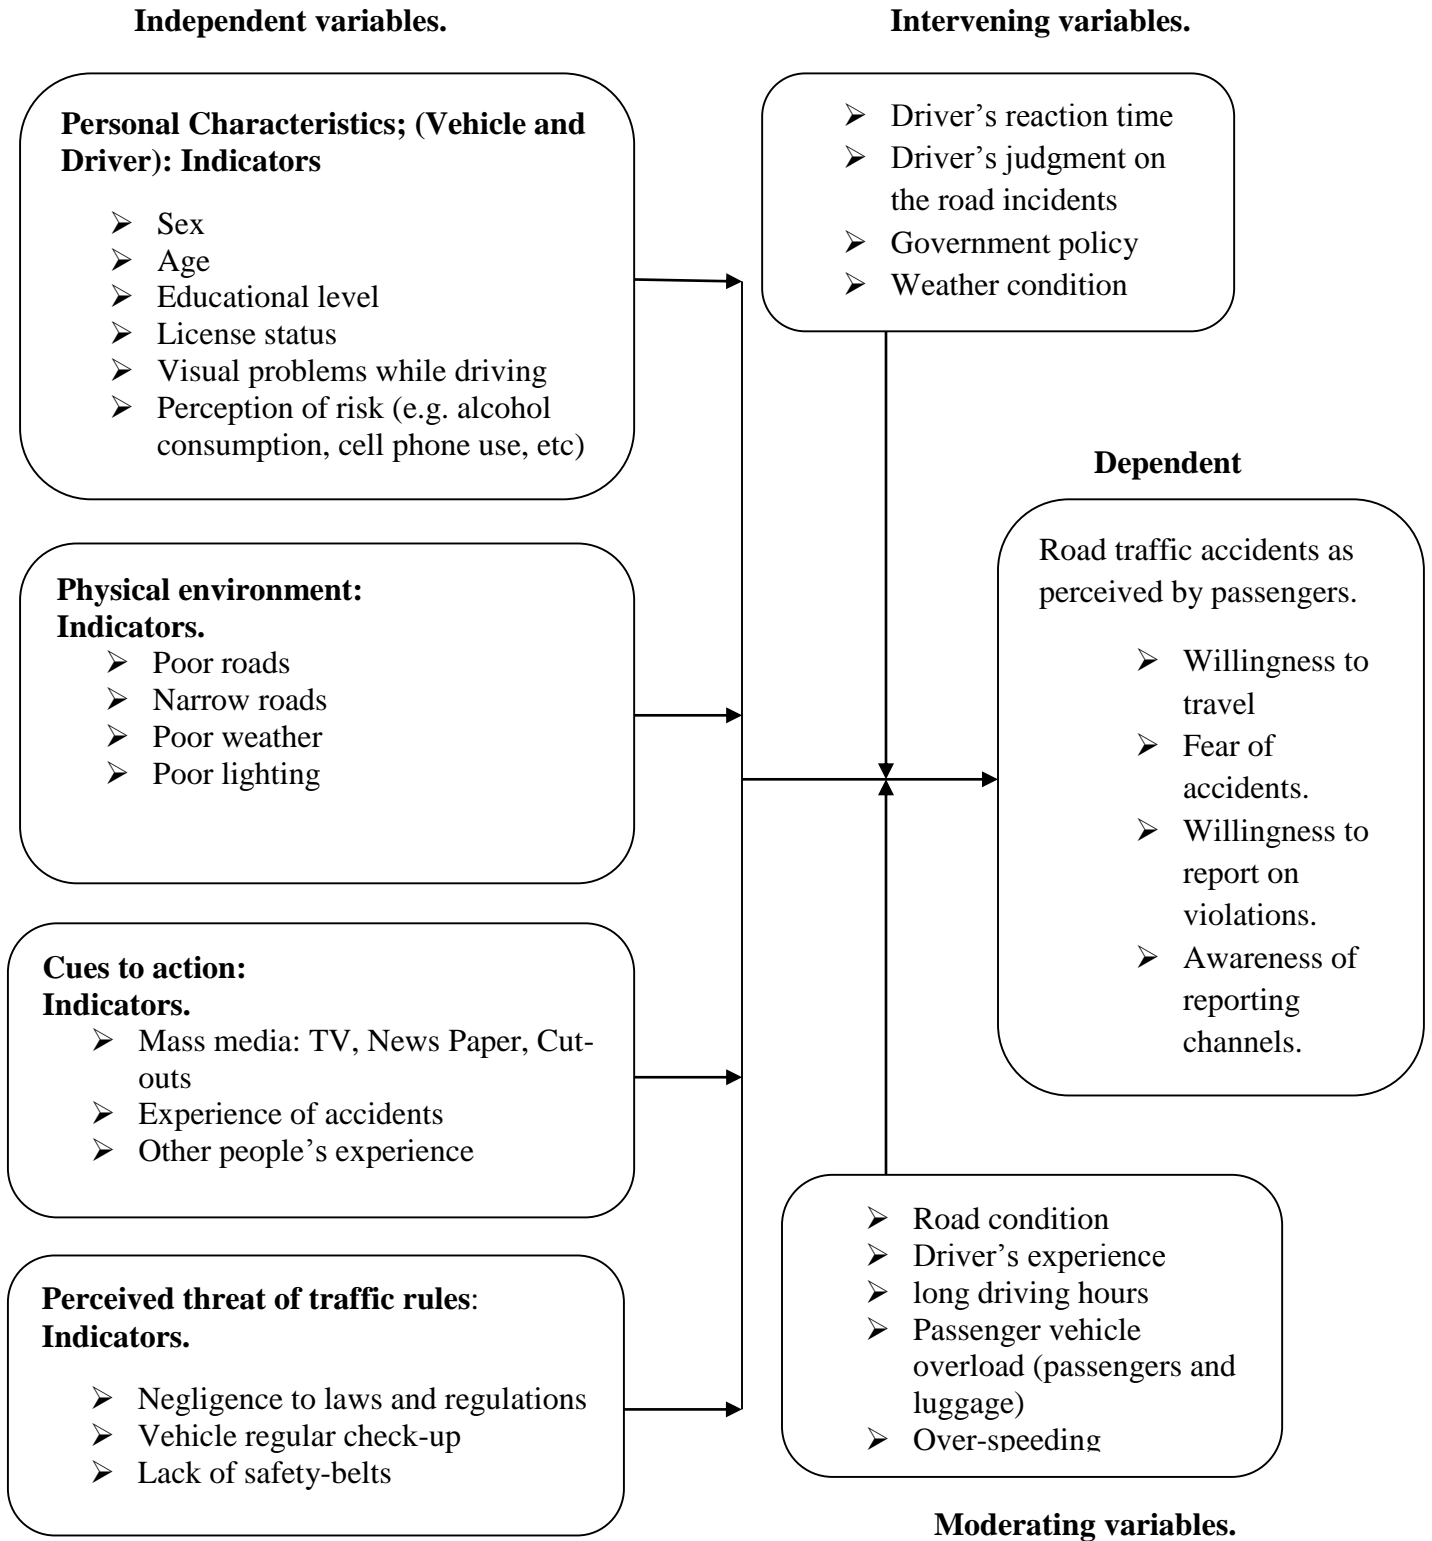 Independent variables.
Personal Characteristics; (Vehicle and
Driver): Indicators
➢ Sex
➢ Age
➢ Educational level
➢ License status
➢ Visual problems while driving
➢ Perception of risk (e.g. alcohol
consumption, cell phone use, etc)
Physical environment:
Indicators.
➢ Poor roads
➢ Narrow roads
➢ Poor weather
➢ Poor lighting
Cues to action:
Indicators.
➢ Mass media: TV, News Paper, Cut-
outs
➢ Experience of accidents
➢ Other people’s experience
Perceived threat of traffic rules:
Indicators.
➢ Negligence to laws and regulations
➢ Vehicle regular check-up
➢ Lack of safety-belts
Intervening variables.
➢ Driver’s reaction time
➢ Driver’s judgment on
the road incidents
➢ Government policy
➢ Weather condition
Dependent
Road traffic accidents as
perceived by passengers.
➢ Willingness to
travel
➢ Fear of
accidents.
➢ Willingness to
report on
violations.
➢ Awareness of
reporting
channels.
➢ Road condition
➢ Driver’s experience
➢ long driving hours
➢ Passenger vehicle
overload (passengers and
luggage)
➢ Over-speeding
Moderating variables.